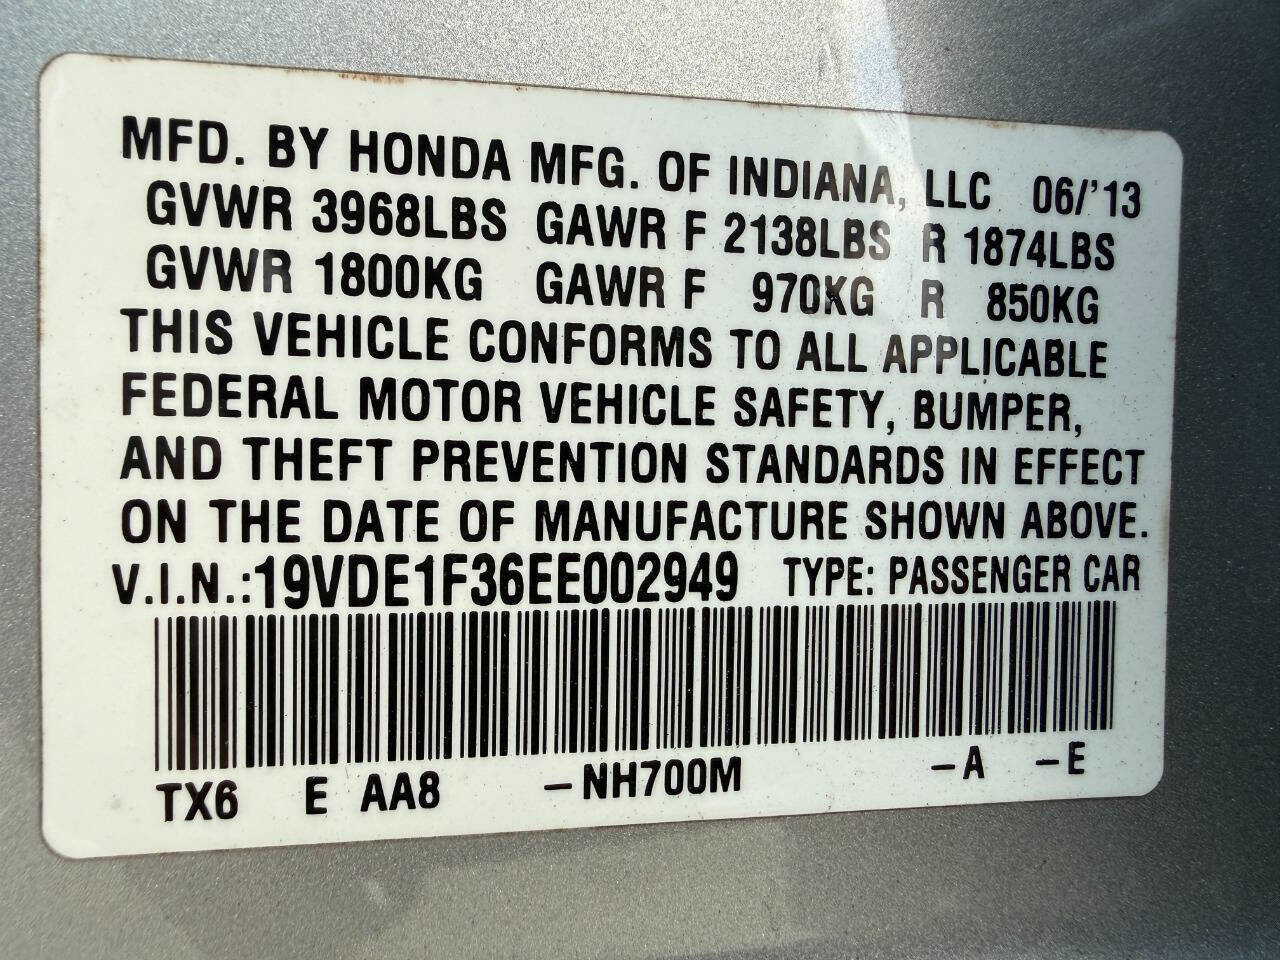 MFD. BY HONDA MFG. OF INDIANA, LLC 06/'13
GVWR 3968LBS GAWR F 2138LBS R 1874LBS
GVWR 1800KG GAWR F 970KG R 850KG
THIS VEHICLE CONFORMS TO ALL APPLICABLE
FEDERAL MOTOR VEHICLE SAFETY, BUMPER,
AND THEFT PREVENTION STANDARDS IN EFFECT
ON THE DATE OF MANUFACTURE SHOWN ABOVE.
V.I.N.:19VDE1F36EE002949 TYPE: PASSENGER CAR
TX6 E AA8 –NH700M –A –E